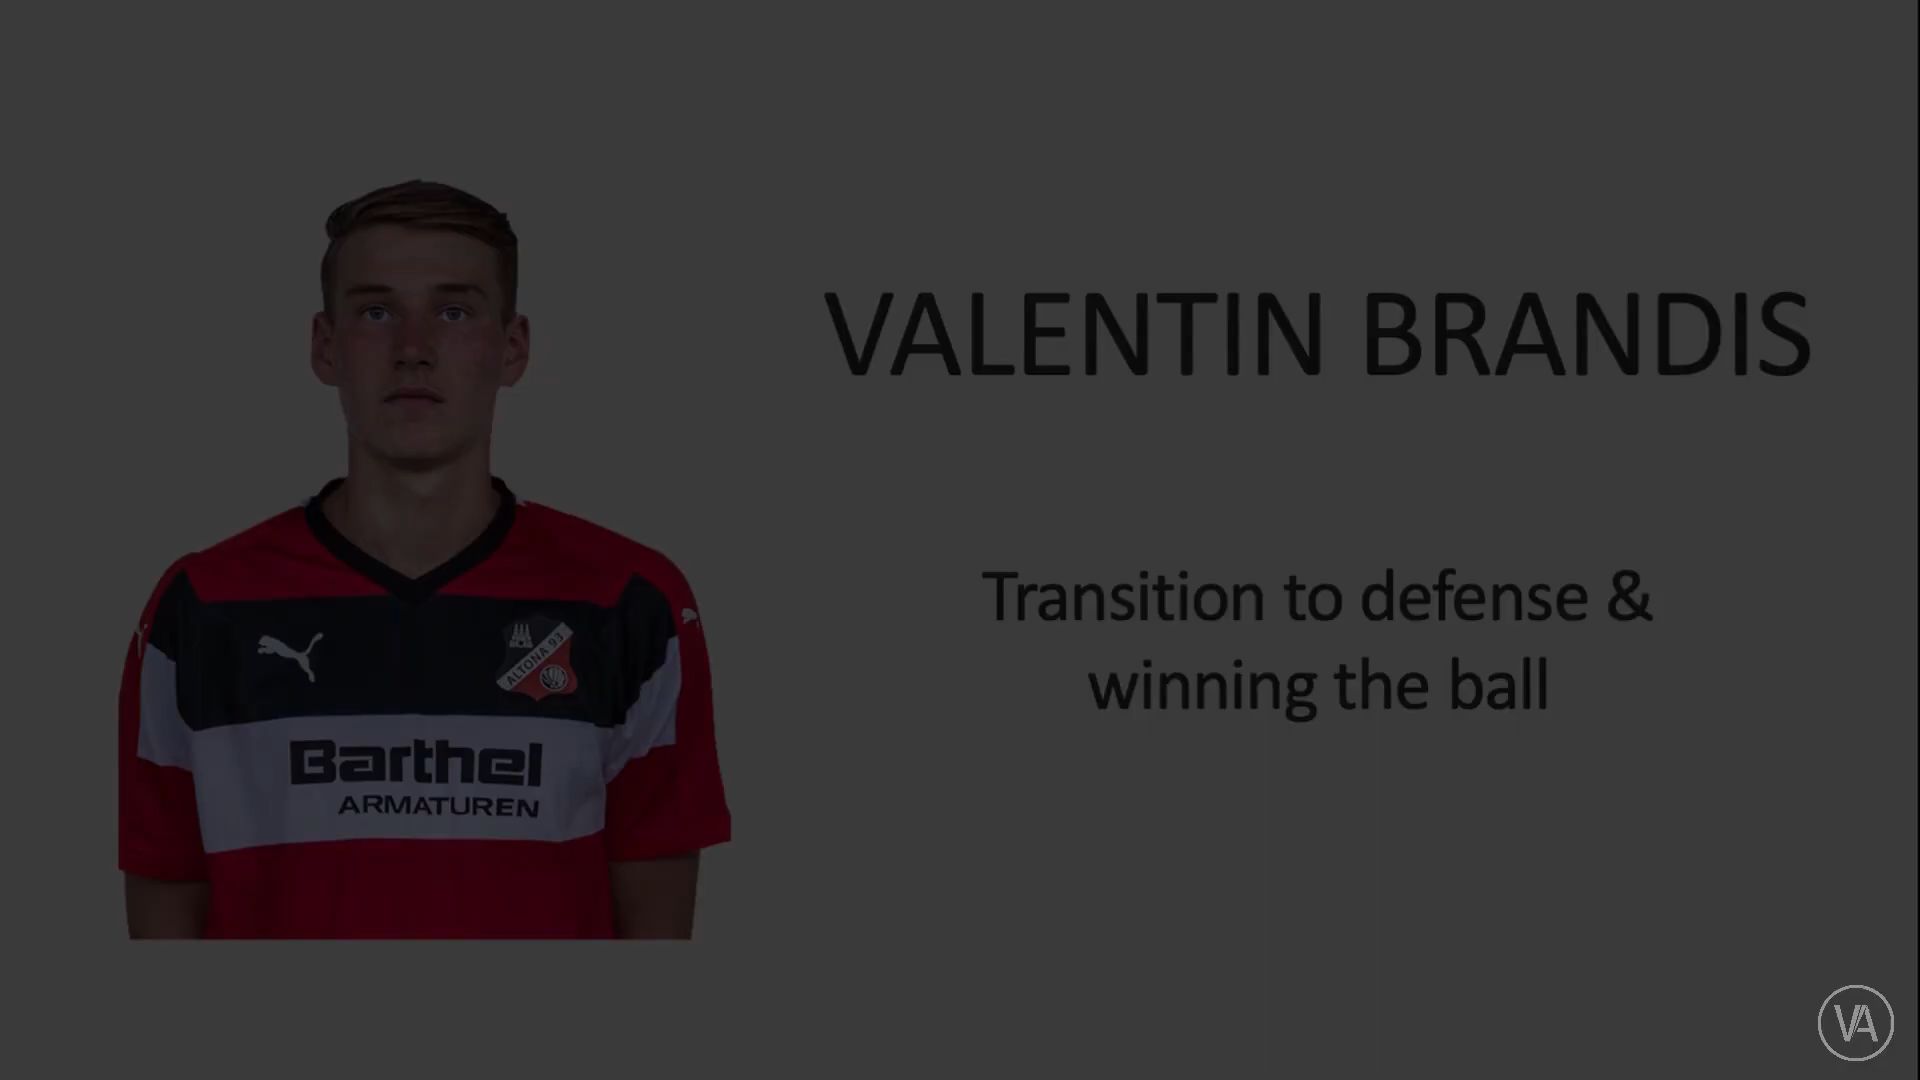 VALENTIN BRANDIS
Transition to defense &
winning the ball
ALTONA 93
Barthel
ARMATUREN
VA